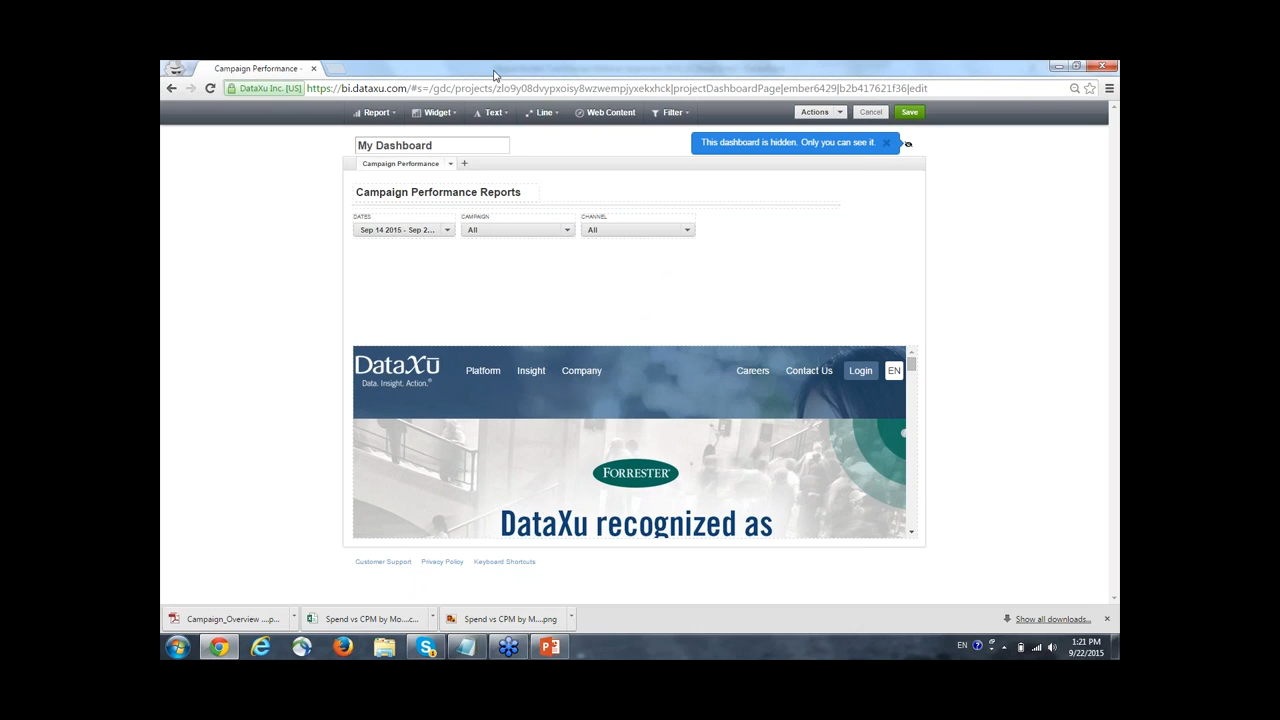 Campaign Performance -
DataXu Inc. [US] https://bi.dataxu.com/#s=/gdc/projects/zlo9y08dvypxoisy8wzwempjyxekxhck|projectDashboardPage|ember6429|b2b417621f36|edit
Report Widget Text Line Web Content Filter Actions Cancel Save
My Dashboard
This dashboard is hidden. Only you can see it.
Campaign Performance +
Campaign Performance Reports
DATES CAMPAIGN CHANNEL
Sep 14 2015 - Sep 2... All All
DataXū Platform Insight Company Careers Contact Us Login EN
Data. Insight. Action.®
FORRESTER®
DataXu recognized as
Customer Support Privacy Policy Keyboard Shortcuts
Campaign_Overview ....p... Spend vs CPM by Mo....c... Spend vs CPM by M....png Show all downloads...
EN 1:21 PM
9/22/2015